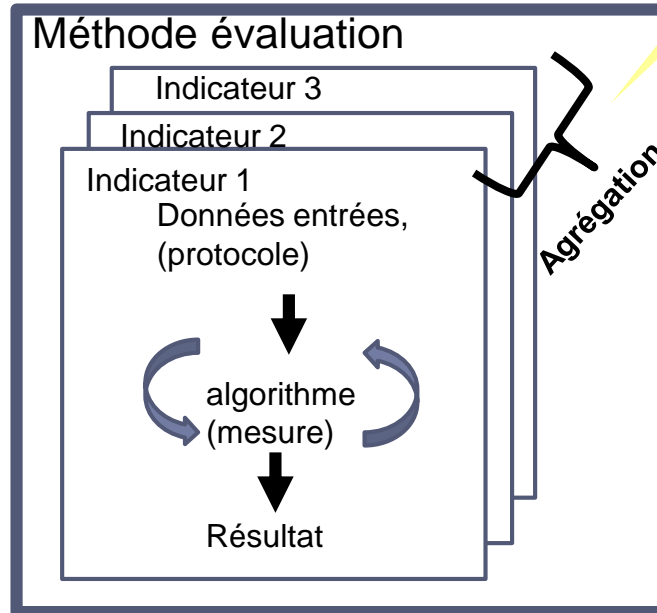 Méthode évaluation
Indicateur 3
Indicateur 2
Indicateur 1
Données entrées,
(protocole)
algorithme
(mesure)
Résultat
Agrégation